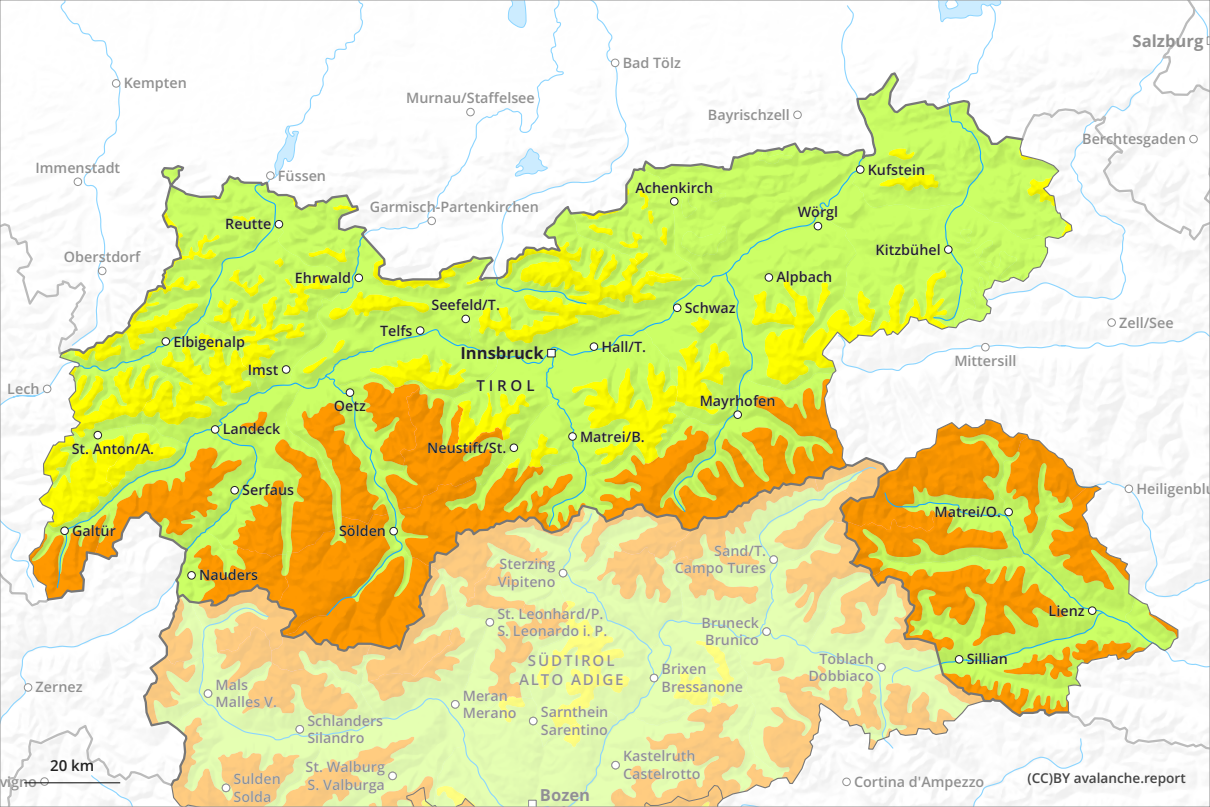 Salzburg
Bad Tölz
Kempten
Murnau/Staffelsee
Bayrischzell
Berchtesgaden
Immenstadt
Füssen
Kufstein
Achenkirch
Garmisch-Partenkirchen
Wörgl
Reutte
Kitzbühel
Oberstdorf
Ehrwald
Alpbach
Seefeld/T.
Schwaz
Zell/See
Telfs
Elbigenalp
Innsbruck
Hall/T.
Mittersill
Imst
TIROL
Lech
Mayrhofen
Oetz
Landeck
Matrei/B.
St. Anton/A.
Neustift/St.
Serfaus
Heiligenblu
Matrei/O.
Galtür
Sölden
Sand/T.
Campo Tures
Sterzing
Vipiteno
Nauders
Lienz
St. Leonhard/P.
S. Leonardo i. P.
Bruneck
Brunico
SÜDTIROL
ALTO ADIGE
Sillian
Toblach
Dobbiaco
Brixen
Bressanone
Zernez
Mals
Malles V.
Meran
Merano
Sarnthein
Sarentino
Schlanders
Silandro
Kastelruth
Castelrotto
20 km
St. Walburg
S. Valburga
vigno
Sulden
Solda
Cortina d'Ampezzo
(CC)BY avalanche.report
Bozen